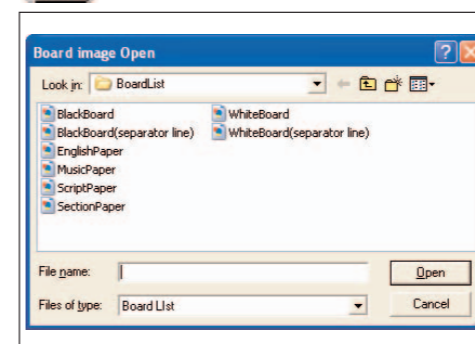 Board image Open
Look in: BoardList
BlackBoard
BlackBoard(separator line)
EnglishPaper
MusicPaper
ScriptPaper
SectionPaper
WhiteBoard
WhiteBoard(separator line)
File name:
Open
Files of type: Board LIst
Cancel